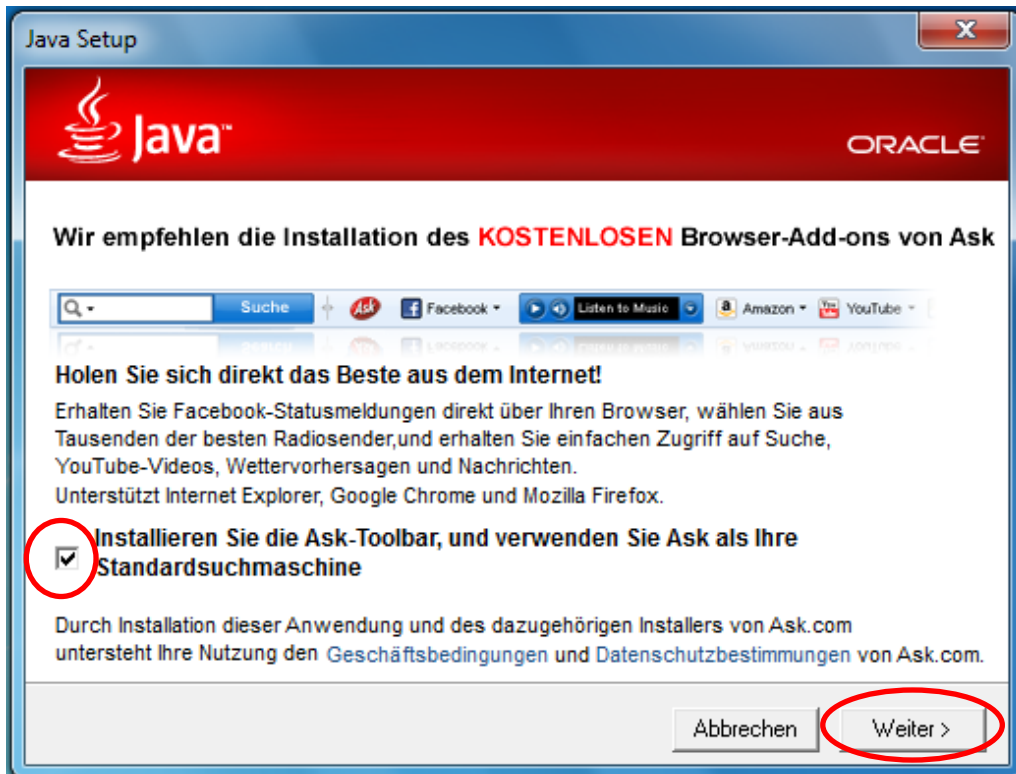 Java Setup
Java™
ORACLE
Wir empfehlen die Installation des KOSTENLOSEN Browser-Add-ons von Ask
Suche Ask Facebook Listen to Music Amazon YouTube
Holen Sie sich direkt das Beste aus dem Internet!
Erhalten Sie Facebook-Statusmeldungen direkt über Ihren Browser, wählen Sie aus
Tausenden der besten Radiosender,und erhalten Sie einfachen Zugriff auf Suche,
YouTube-Videos, Wettervorhersagen und Nachrichten.
Unterstützt Internet Explorer, Google Chrome und Mozilla Firefox.
Installieren Sie die Ask-Toolbar, und verwenden Sie Ask als Ihre
Standardsuchmaschine
Durch Installation dieser Anwendung und des dazugehörigen Installers von Ask.com
untersteht Ihre Nutzung den Geschäftsbedingungen und Datenschutzbestimmungen von Ask.com.
Abbrechen Weiter >